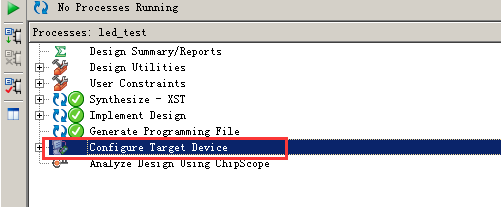 No Processes Running
Processes: led_test
Design Summary/Reports
Design Utilities
User Constraints
Synthesize - XST
Implement Design
Generate Programming File
Configure Target Device
Analyze Design Using ChipScope